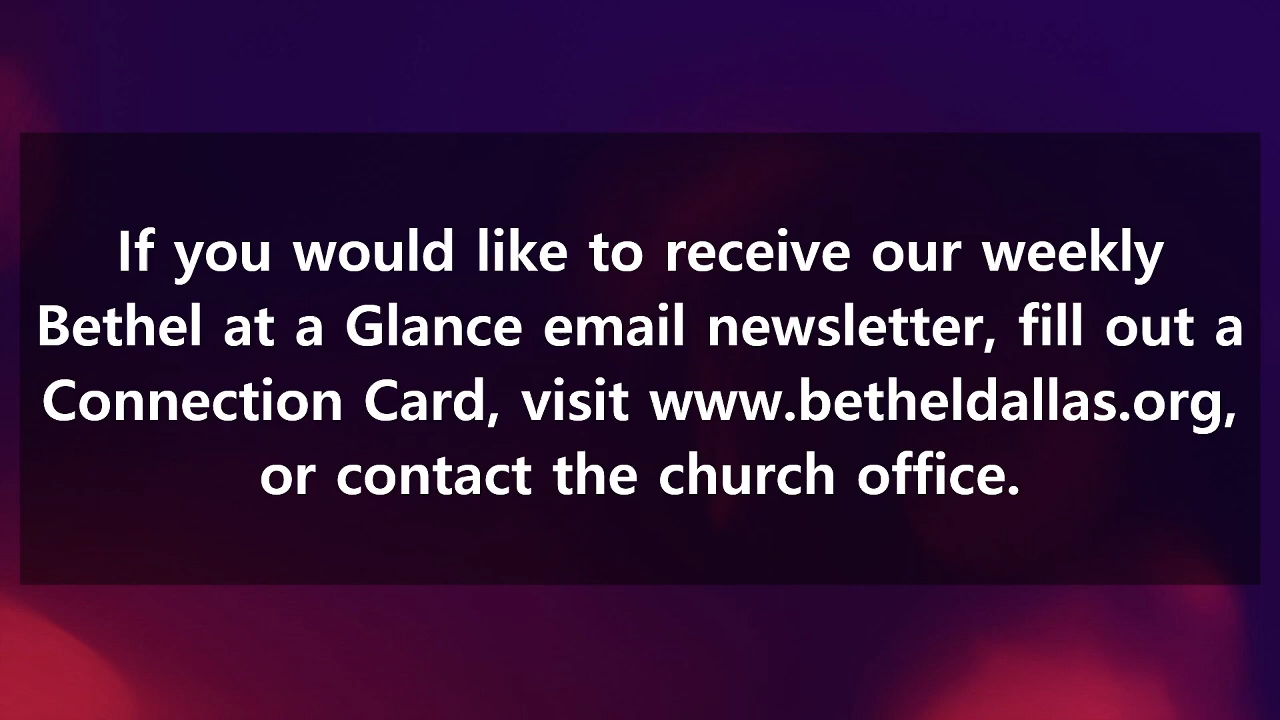 If you would like to receive our weekly
Bethel at a Glance email newsletter, fill out a
Connection Card, visit www.betheldallas.org,
or contact the church office.